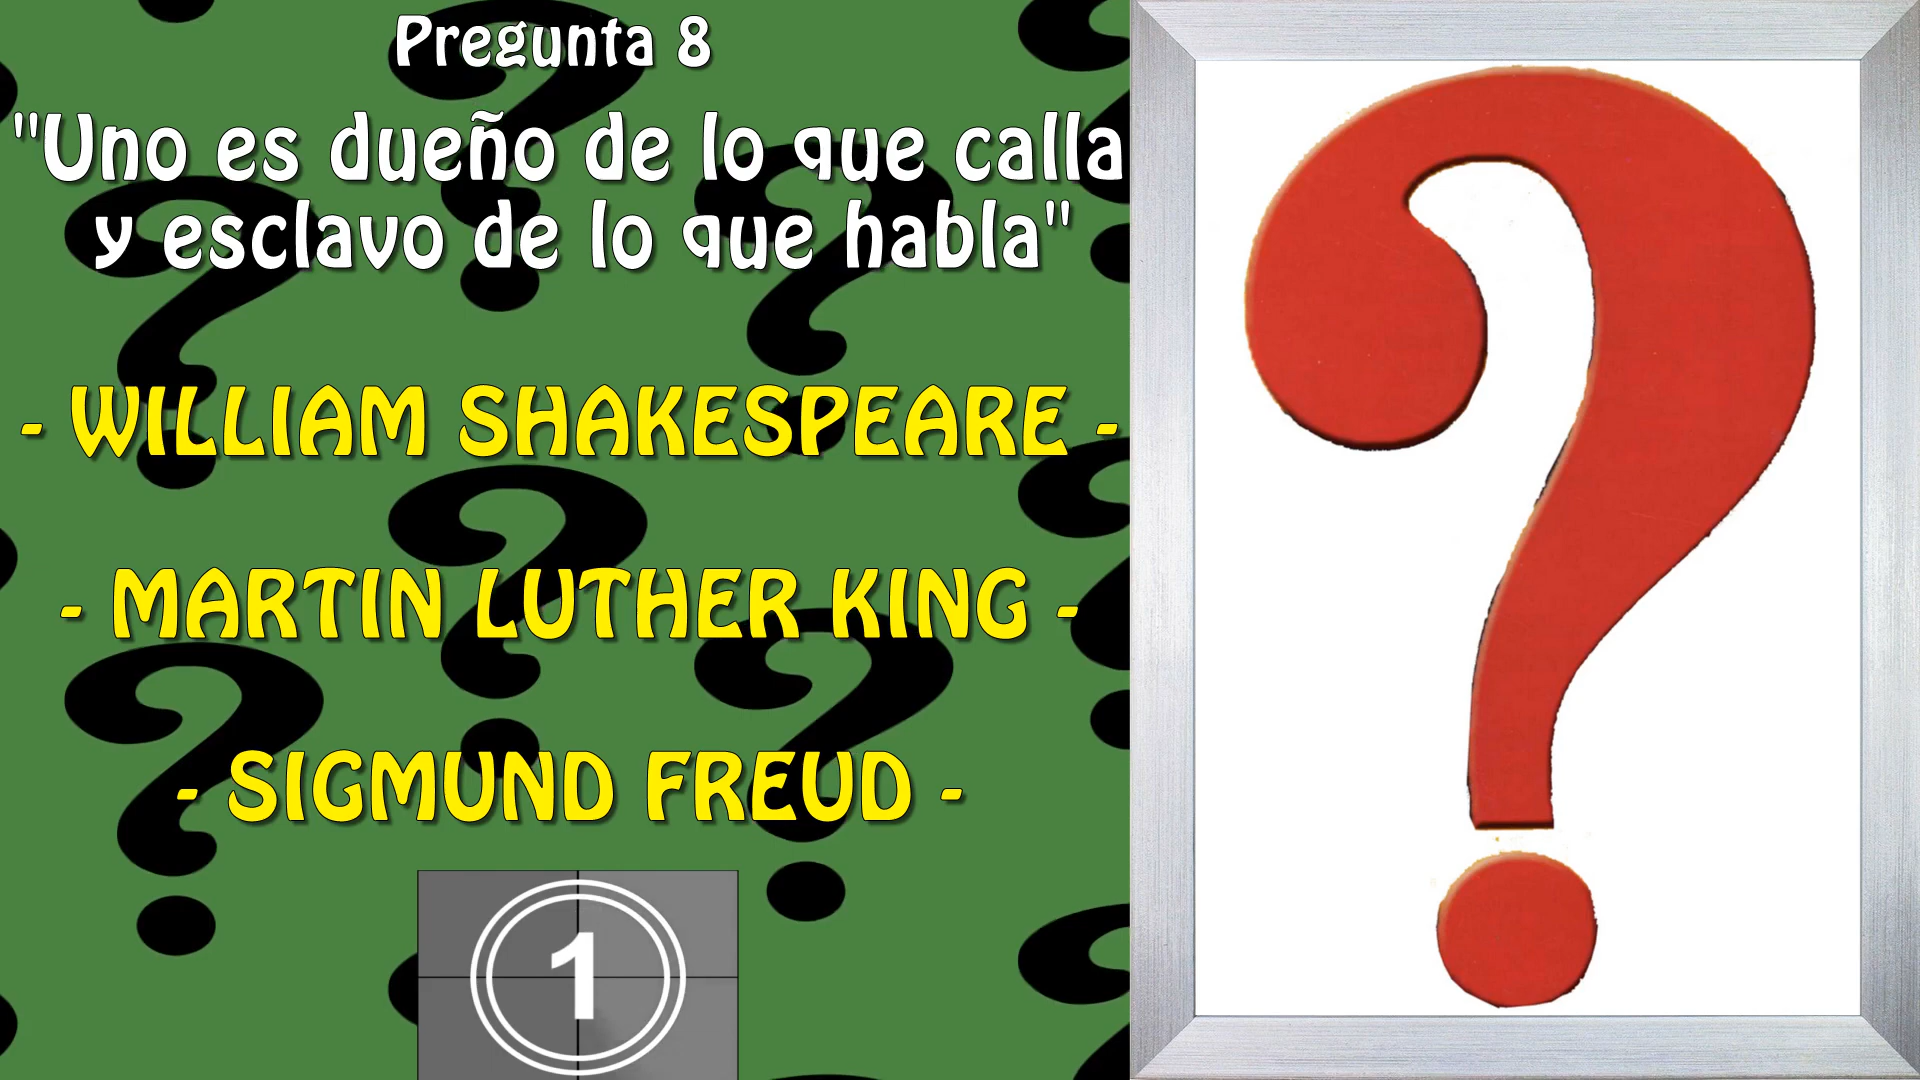 Pregunta 8
"Uno es dueño de lo que calla
y esclavo de lo que habla"
- WILLIAM SHAKESPEARE -
- MARTIN LUTHER KING -
- SIGMUND FREUD -
1